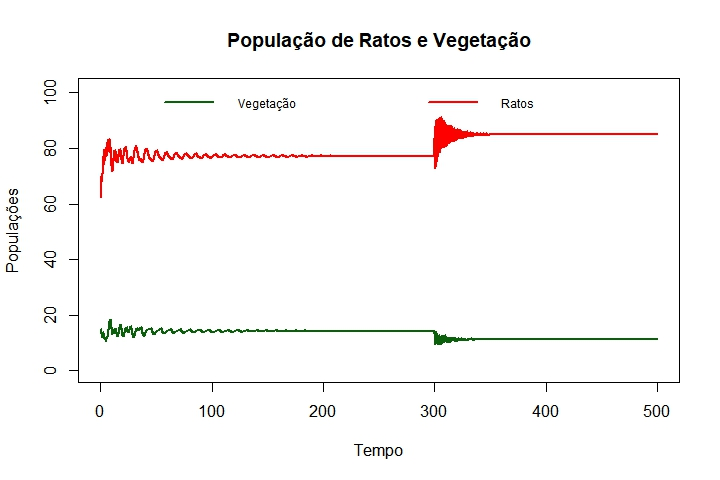 População de Ratos e Vegetação
Vegetação
Ratos
Populações
100
80
60
40
20
0
0 100 200 300 400 500
Tempo